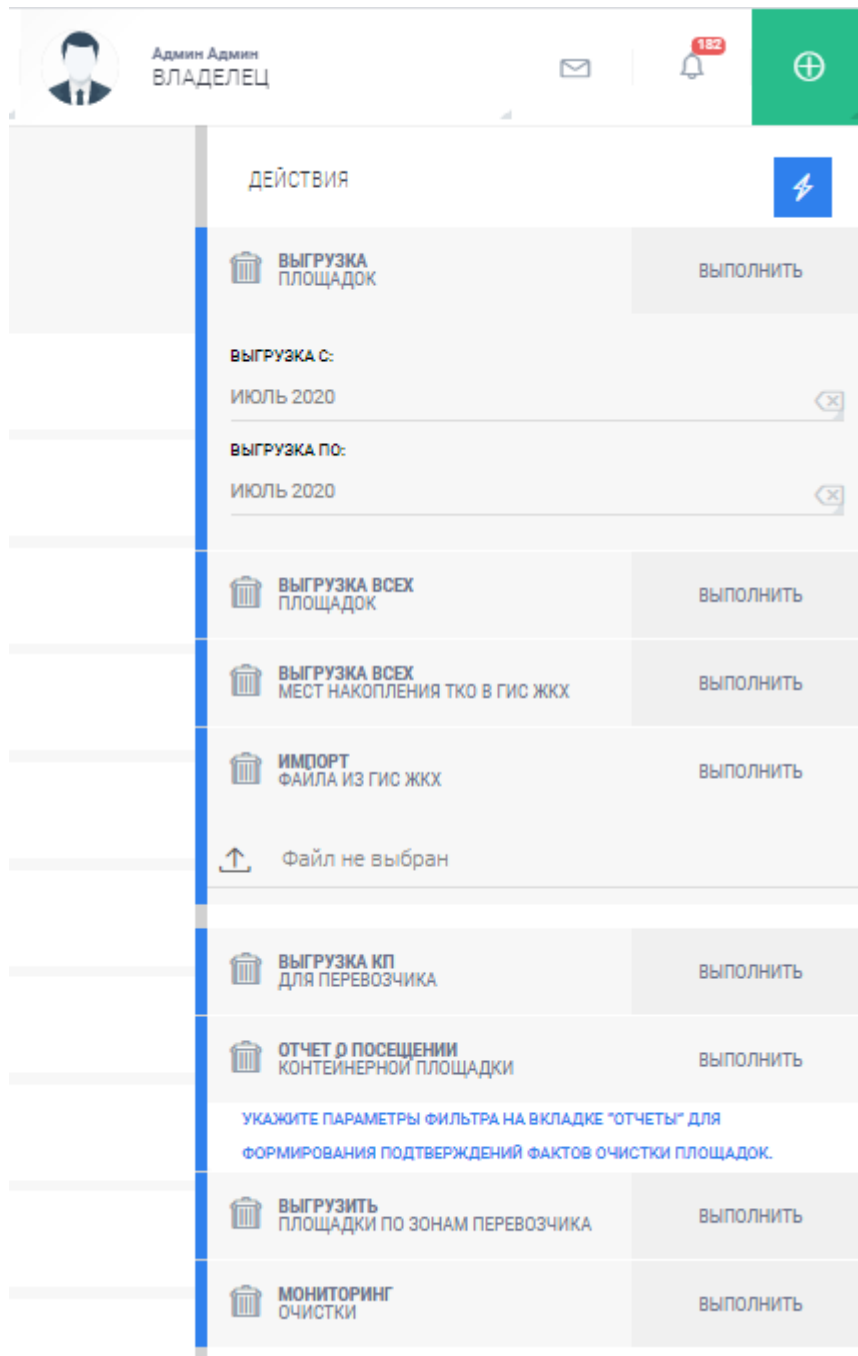 Админ Админ
ВЛАДЕЛЕЦ
182
ДЕЙСТВИЯ
ВЫГРУЗКА
ПЛОЩАДОК
ВЫПОЛНИТЬ
ВЫГРУЗКА С:
ИЮЛЬ 2020
ВЫГРУЗКА ПО:
ИЮЛЬ 2020
ВЫГРУЗКА ВСЕХ
ПЛОЩАДОК
ВЫПОЛНИТЬ
ВЫГРУЗКА ВСЕХ
МЕСТ НАКОПЛЕНИЯ ТКО В ГИС ЖКХ
ВЫПОЛНИТЬ
ИМПОРТ
ФАЙЛА ИЗ ГИС ЖКХ
ВЫПОЛНИТЬ
Файл не выбран
ВЫГРУЗКА КП
ДЛЯ ПЕРЕВОЗЧИКА
ВЫПОЛНИТЬ
ОТЧЕТ О ПОСЕЩЕНИИ
КОНТЕЙНЕРНОЙ ПЛОЩАДКИ
ВЫПОЛНИТЬ
УКАЖИТЕ ПАРАМЕТРЫ ФИЛЬТРА НА ВКЛАДКЕ "ОТЧЕТЫ" ДЛЯ
ФОРМИРОВАНИЯ ПОДТВЕРЖДЕНИЙ ФАКТОВ ОЧИСТКИ ПЛОЩАДОК.
ВЫГРУЗИТЬ
ПЛОЩАДКИ ПО ЗОНАМ ПЕРЕВОЗЧИКА
ВЫПОЛНИТЬ
МОНИТОРИНГ
ОЧИСТКИ
ВЫПОЛНИТЬ